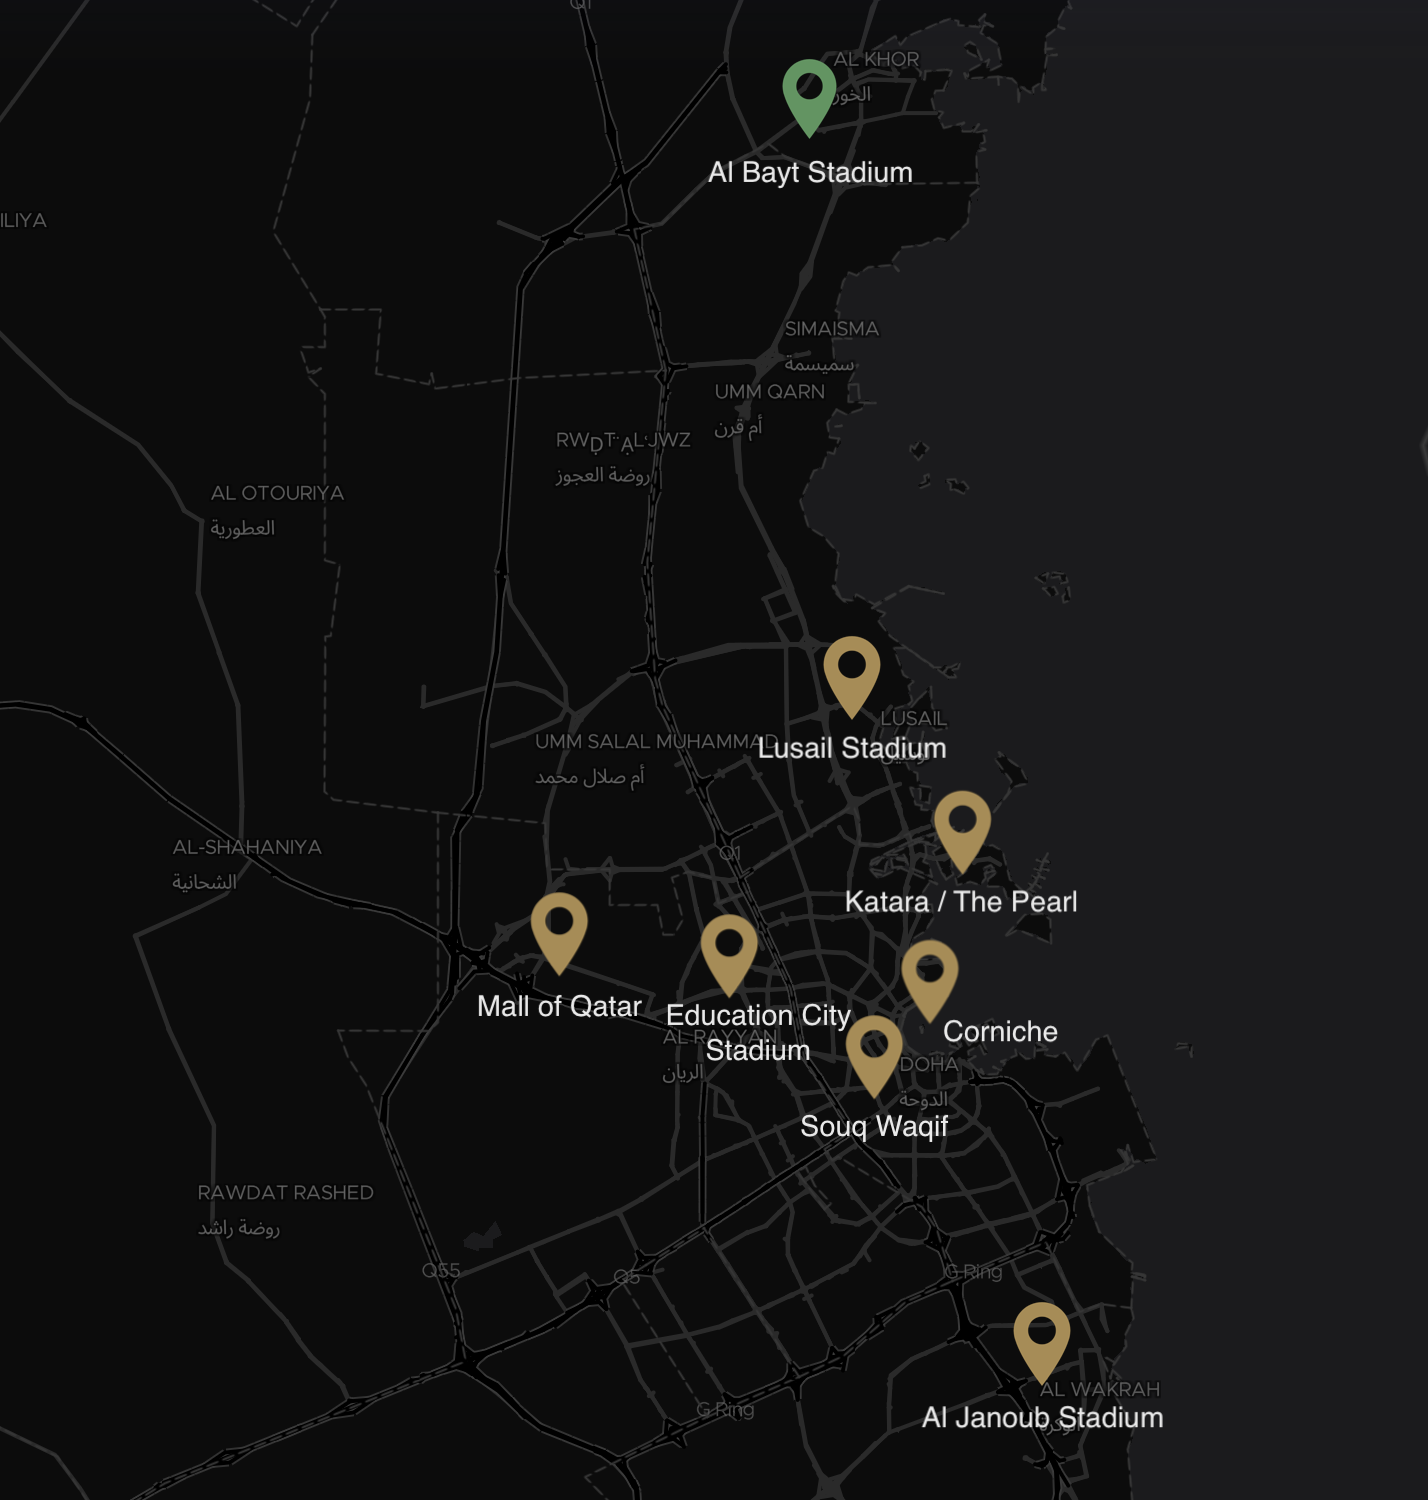 Q1
AL KHOR
الخور
Al Bayt Stadium
ILIYA
SIMAISMA
سميسمة
UMM QARN
أم قرن
روضة العجوز
AL OTOURIYA
العطورية
LUSAIL
Lusail Stadium
UMM SALAL MUHAMMAD
أم صلال محمد
AL-SHAHANIYA
الشحانية
Q1
Katara / The Pearl
Mall of Qatar
Education City
Stadium
AL RAYYAN
الريان
Corniche
DOHA
الدوحة
Souq Waqif
RAWDAT RASHED
روضة راشد
Q55
Q5
G Ring
G Ring
AL WAKRAH
Al Janoub Stadium